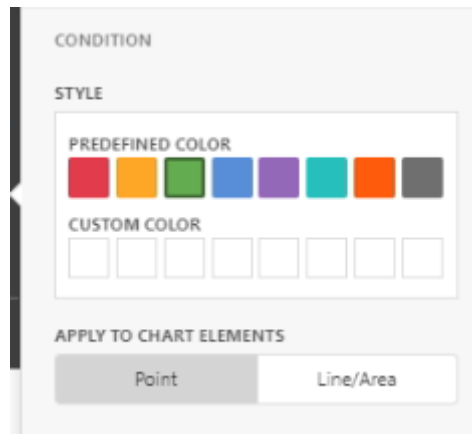 CONDITION
STYLE
PREDEFINED COLOR
CUSTOM COLOR
APPLY TO CHART ELEMENTS
Point Line/Area